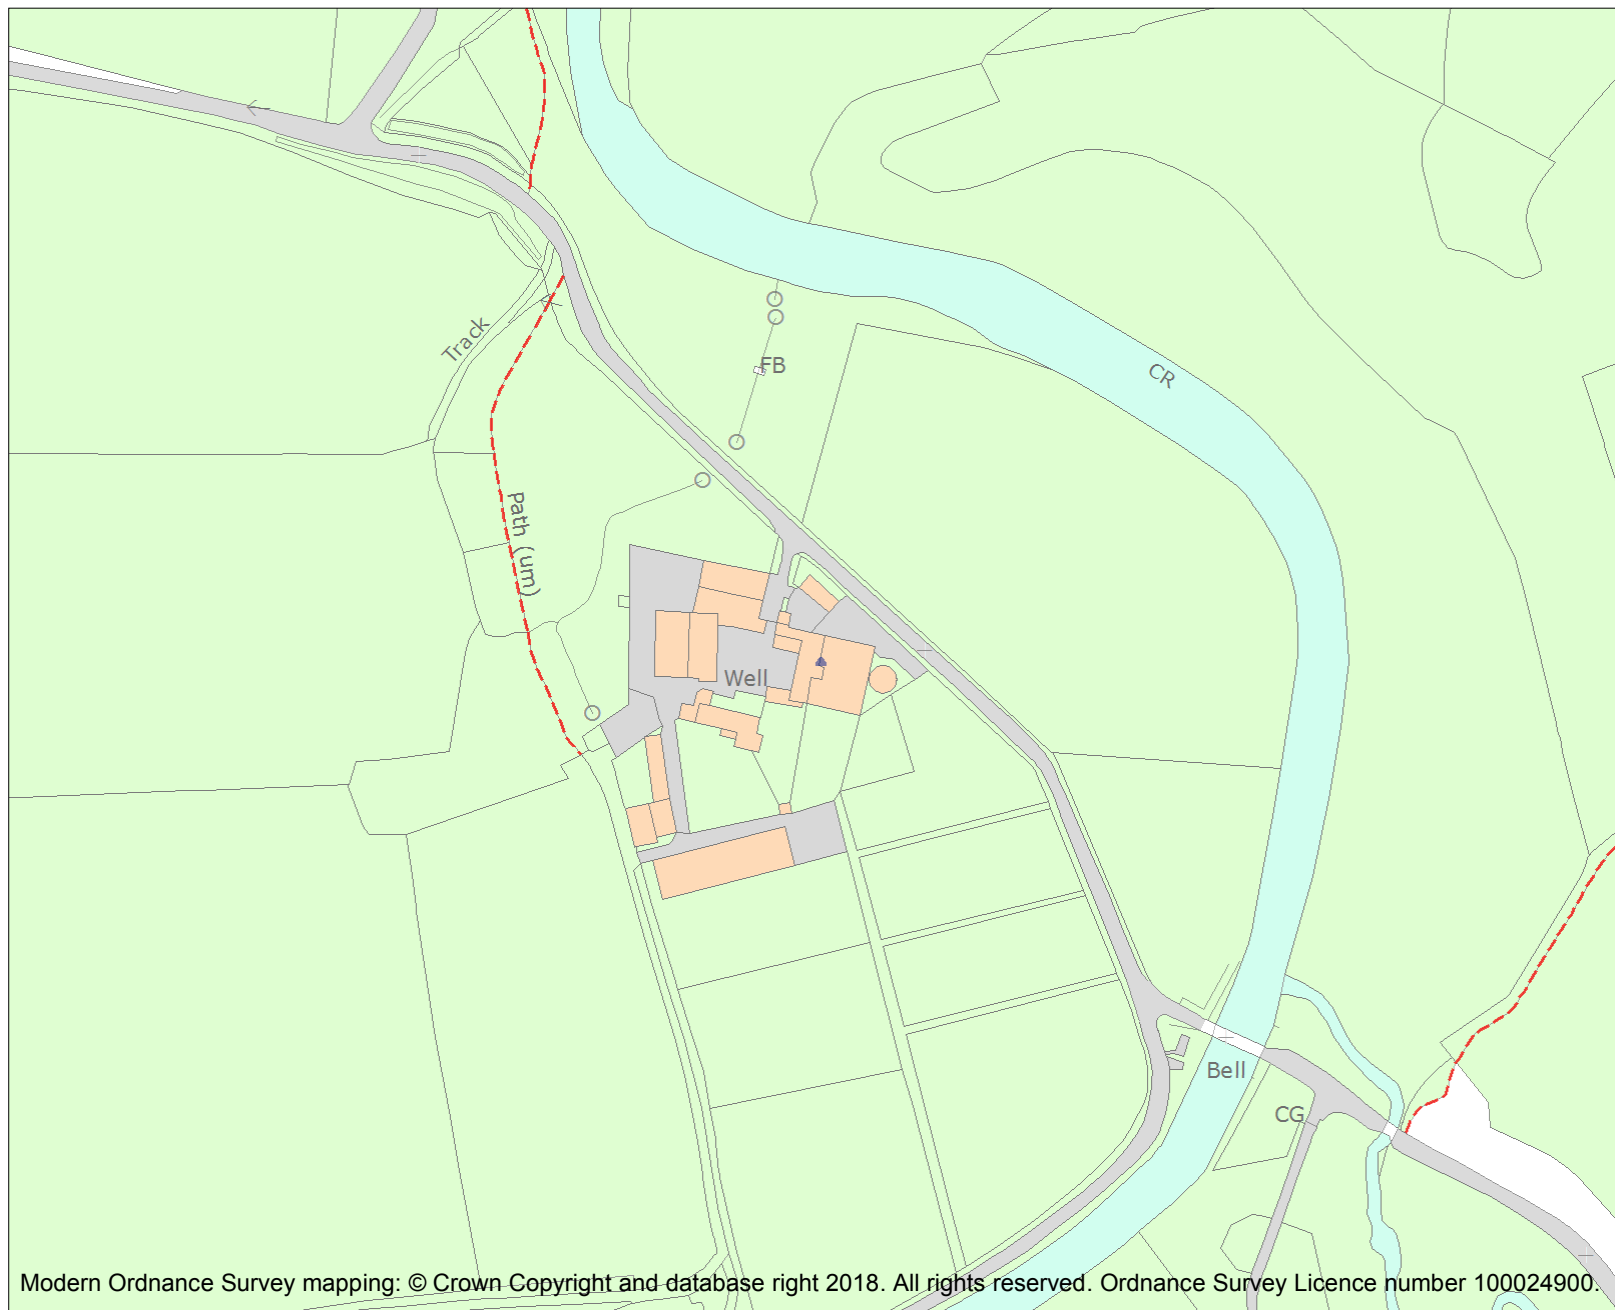 FB
CR
Track
Path (um)
Well
Bell
CG
Modern Ordnance Survey mapping: © Crown Copyright and database right 2018. All rights reserved. Ordnance Survey Licence number 100024900.